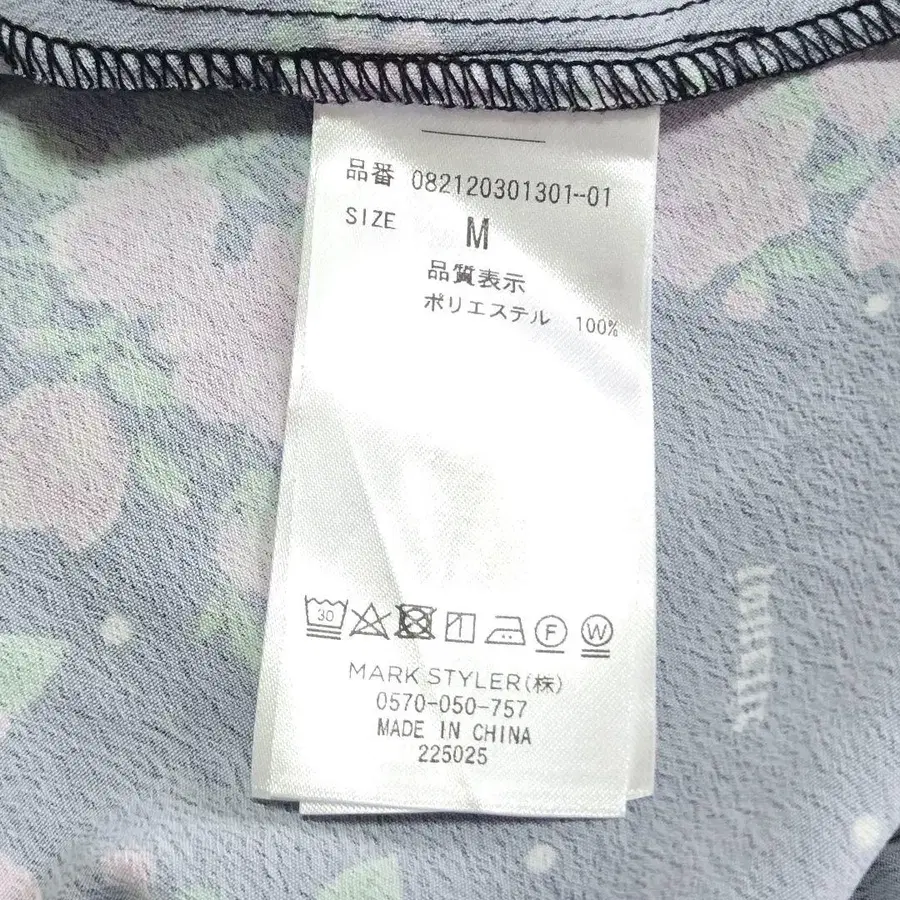 品番 082120301301-01
SIZE M
品質表示
ポリエステル 100%
30
F W
MARK STYLER(株)
0570-050-757
MADE IN CHINA
225025